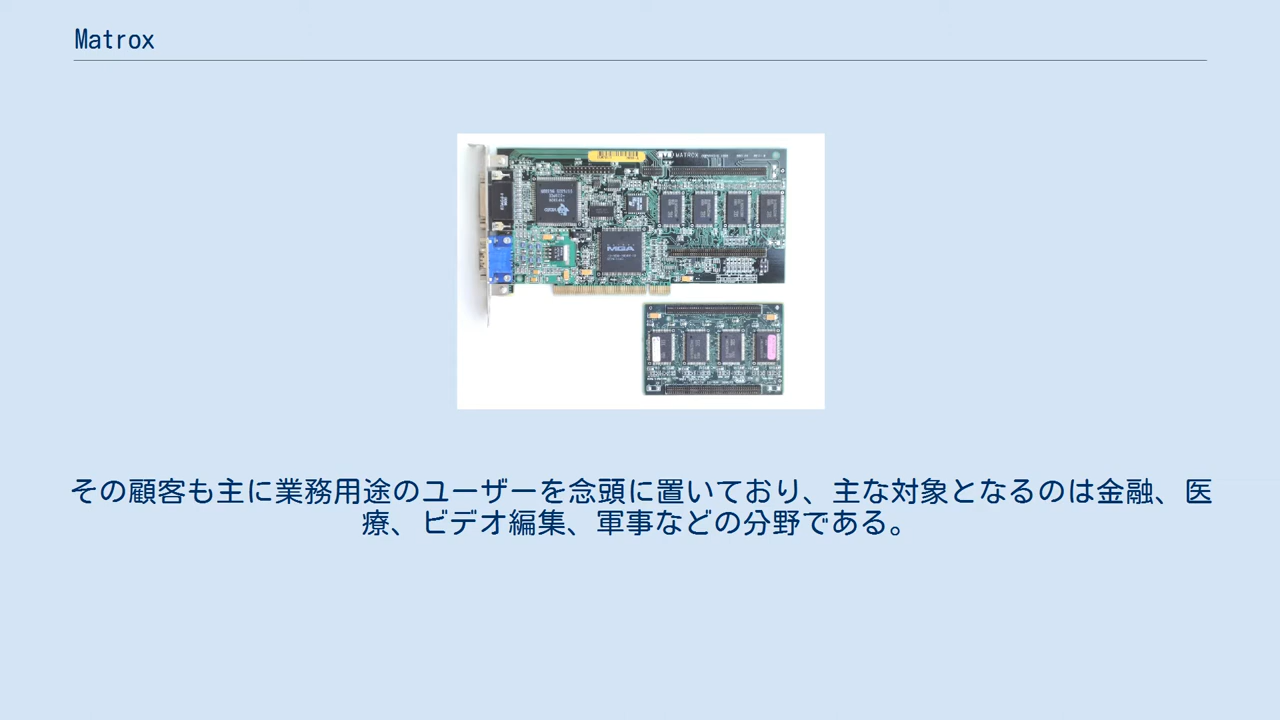 Matrox
MATROX
MGA
その顧客も主に業務用途のユーザーを念頭に置いており、主な対象となるのは金融、医
療、ビデオ編集、軍事などの分野である。